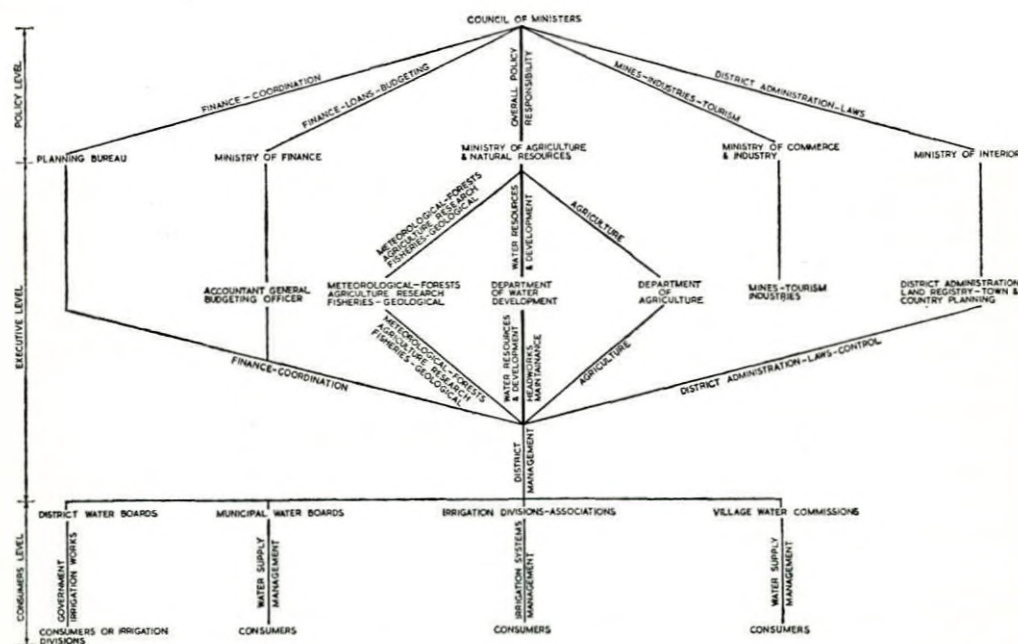 COUNCIL OF MINISTERS
POLICY LEVEL
FINANCE-COORDINATION
FINANCE-LOANS-BUDGETING
OVERALL POLICY
RESPONSIBILITY
MINES-INDUSTRIES-TOURISM
DISTRICT ADMINISTRATION-LAWS
PLANNING BUREAU
MINISTRY OF FINANCE
MINISTRY OF AGRICULTURE
& NATURAL RESOURCES
MINISTRY OF COMMERCE
& INDUSTRY
MINISTRY OF INTERIOR
EXECUTIVE LEVEL
METEOROLOGICAL-FORESTS
AGRICULTURE RESEARCH
FISHERIES-GEOLOGICAL
WATER RESOURCES
& DEVELOPMENT
AGRICULTURE
ACCOUNTANT GENERAL
BUDGETING OFFICER
METEOROLOGICAL-FORESTS
AGRICULTURE RESEARCH
FISHERIES-GEOLOGICAL
DEPARTMENT
OF WATER
DEVELOPMENT
DEPARTMENT
OF AGRICULTURE
MINES-TOURISM
INDUSTRIES
DISTRICT ADMINISTRATION
LAND REGISTRY-TOWN &
COUNTRY PLANNING
FINANCE-COORDINATION
METEOROLOGICAL-FORESTS
AGRICULTURE RESEARCH
FISHERIES-GEOLOGICAL
WATER RESOURCES
& DEVELOPMENT
HEADWORKS
MAINTAINANCE
AGRICULTURE
DISTRICT ADMINISTRATION-LAWS-CONTROL
DISTRICT
MANAGEMENT
CONSUMERS LEVEL
DISTRICT WATER BOARDS
MUNICIPAL WATER BOARDS
IRRIGATION DIVISIONS-ASSOCIATIONS
VILLAGE WATER COMMISSIONS
GOVERNMENT
IRRIGATION WORKS
WATER SUPPLY
MANAGEMENT
IRRIGATION SYSTEMS
MANAGEMENT
WATER SUPPLY
MANAGEMENT
CONSUMERS OR IRRIGATION
DIVISIONS
CONSUMERS
CONSUMERS
CONSUMERS